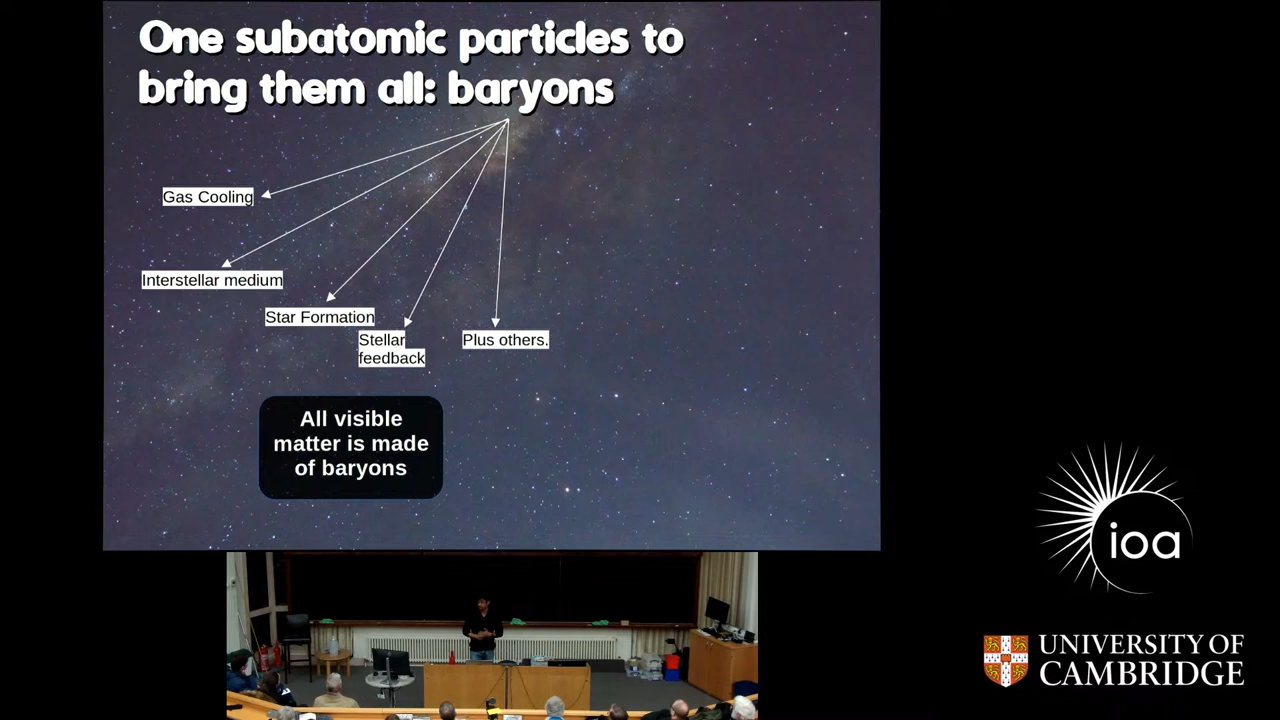 One subatomic particles to
bring them all: baryons
Gas Cooling
Interstellar medium
Star Formation
Stellar
feedback
Plus others.
All visible
matter is made
of baryons
ioa
UNIVERSITY OF
CAMBRIDGE